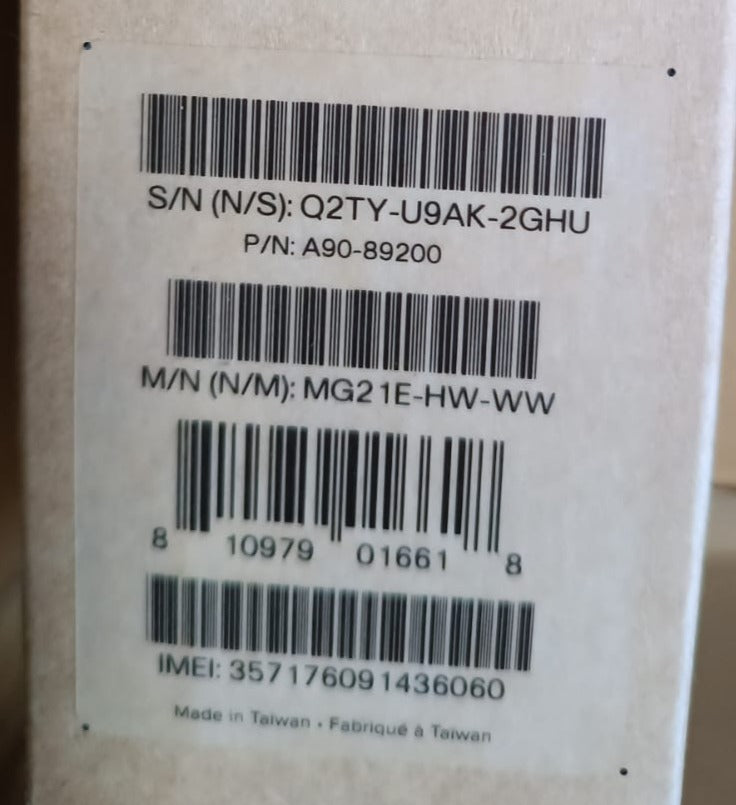 S/N (N/S): Q2TY-U9AK-2GHU
P/N: A90-89200
M/N (N/M): MG21E-HW-WW
8 10979 01661 8
IMEI: 357176091436060
Made in Taiwan • Fabriqué à Taiwan